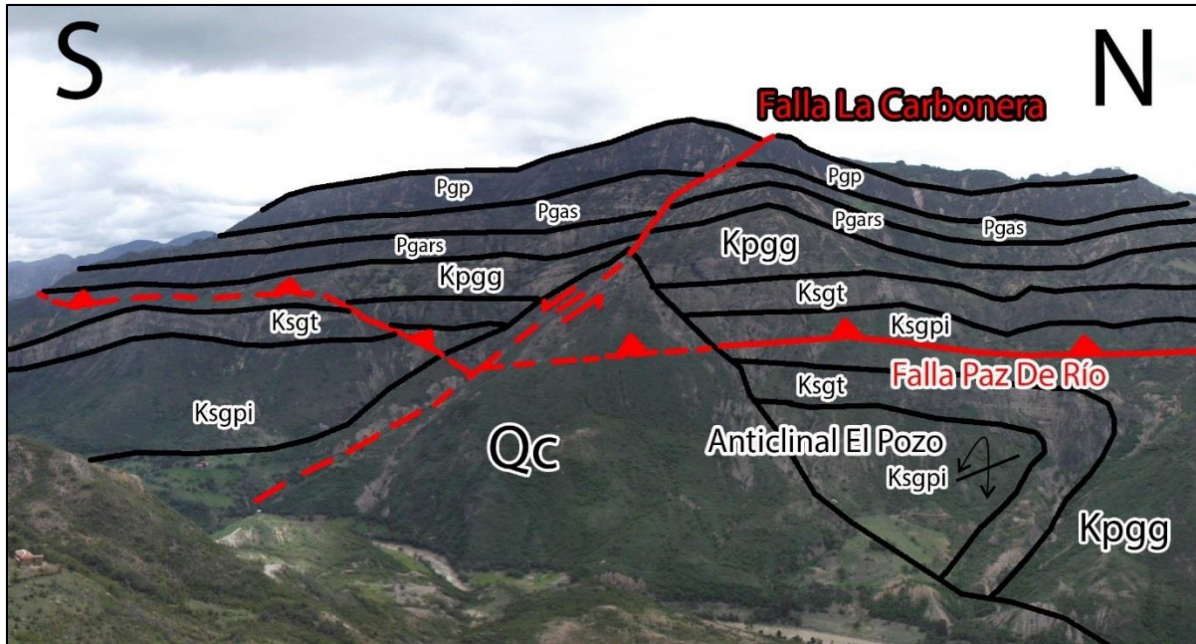 S
N
Falla La Carbonera
Pgp
Pgp
Pgas
Pgas
Pgars
Pgars
Kpgg
Kpgg
Ksgt
Ksgt
Ksgpi
Falla Paz De Río
Ksgt
Ksgpi
Anticlinal El Pozo
Ksgpi
Qc
Kpgg